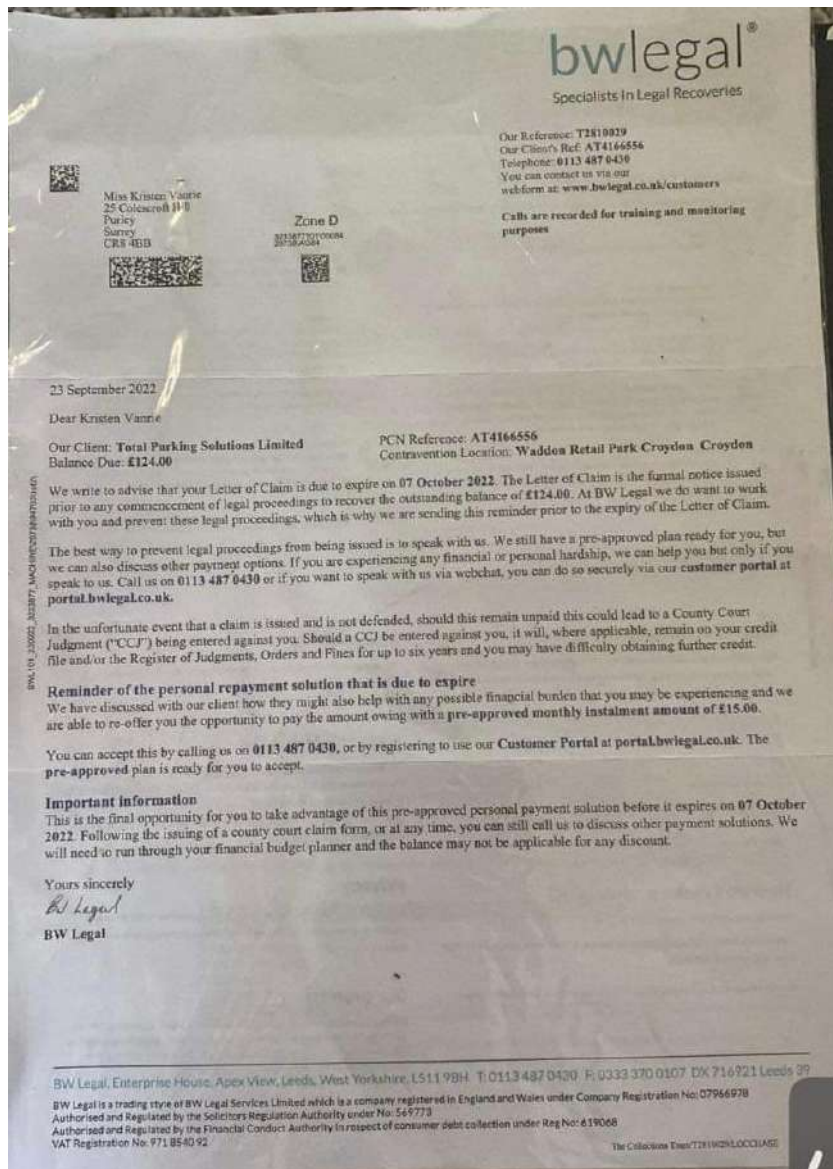 bwlegal®
Specialists In Legal Recoveries
Our Reference: T2810029
Our Client's Ref: AT4166556
Telephone: 0113 487 0430
You can contact us via our
webform at: www.bwlegal.co.uk/customers
Calls are recorded for training and monitoring
purposes
Miss Kristen Vanrie
25 Colescroft Hill
Purley
Surrey
CR8 4BB
Zone D
23 September 2022
Dear Kristen Vanrie
Our Client: Total Parking Solutions Limited
Balance Due: £124.00
PCN Reference: AT4166556
Contravention Location: Waddon Retail Park Croydon Croydon
We write to advise that your Letter of Claim is due to expire on 07 October 2022. The Letter of Claim is the formal notice issued
prior to any commencement of legal proceedings to recover the outstanding balance of £124.00. At BW Legal we do want to work
with you and prevent these legal proceedings, which is why we are sending this reminder prior to the expiry of the Letter of Claim.
The best way to prevent legal proceedings from being issued is to speak with us. We still have a pre-approved plan ready for you, but
we can also discuss other payment options. If you are experiencing any financial or personal hardship, we can help you but only if you
speak to us. Call us on 0113 487 0430 or if you want to speak with us via webchat, you can do so securely via our customer portal at
portal.bwlegal.co.uk.
In the unfortunate event that a claim is issued and is not defended, should this remain unpaid this could lead to a County Court
Judgment ("CCJ") being entered against you. Should a CCJ be entered against you, it will, where applicable, remain on your credit
file and/or the Register of Judgments, Orders and Fines for up to six years and you may have difficulty obtaining further credit.
Reminder of the personal repayment solution that is due to expire
We have discussed with our client how they might also help with any possible financial burden that you may be experiencing and we
are able to re-offer you the opportunity to pay the amount owing with a pre-approved monthly instalment amount of £15.00.
You can accept this by calling us on 0113 487 0430, or by registering to use our Customer Portal at portal.bwlegal.co.uk. The
pre-approved plan is ready for you to accept.
Important information
This is the final opportunity for you to take advantage of this pre-approved personal payment solution before it expires on 07 October
2022. Following the issuing of a county court claim form, or at any time, you can still call us to discuss other payment solutions. We
will need to run through your financial budget planner and the balance may not be applicable for any discount.
Yours sincerely
BW Legal
BW Legal
BW Legal, Enterprise House, Apex View, Leeds, West Yorkshire, LS11 9BH T: 0113 487 0430 F: 0333 370 0107 DX 716921 Leeds 39
BW Legal is a trading style of BW Legal Services Limited which is a company registered in England and Wales under Company Registration No: 07966978
Authorised and Regulated by the Solicitors Regulation Authority under No: 569773
Authorised and Regulated by the Financial Conduct Authority in respect of consumer debt collection under Reg No: 619068
VAT Registration No: 971 8540 92